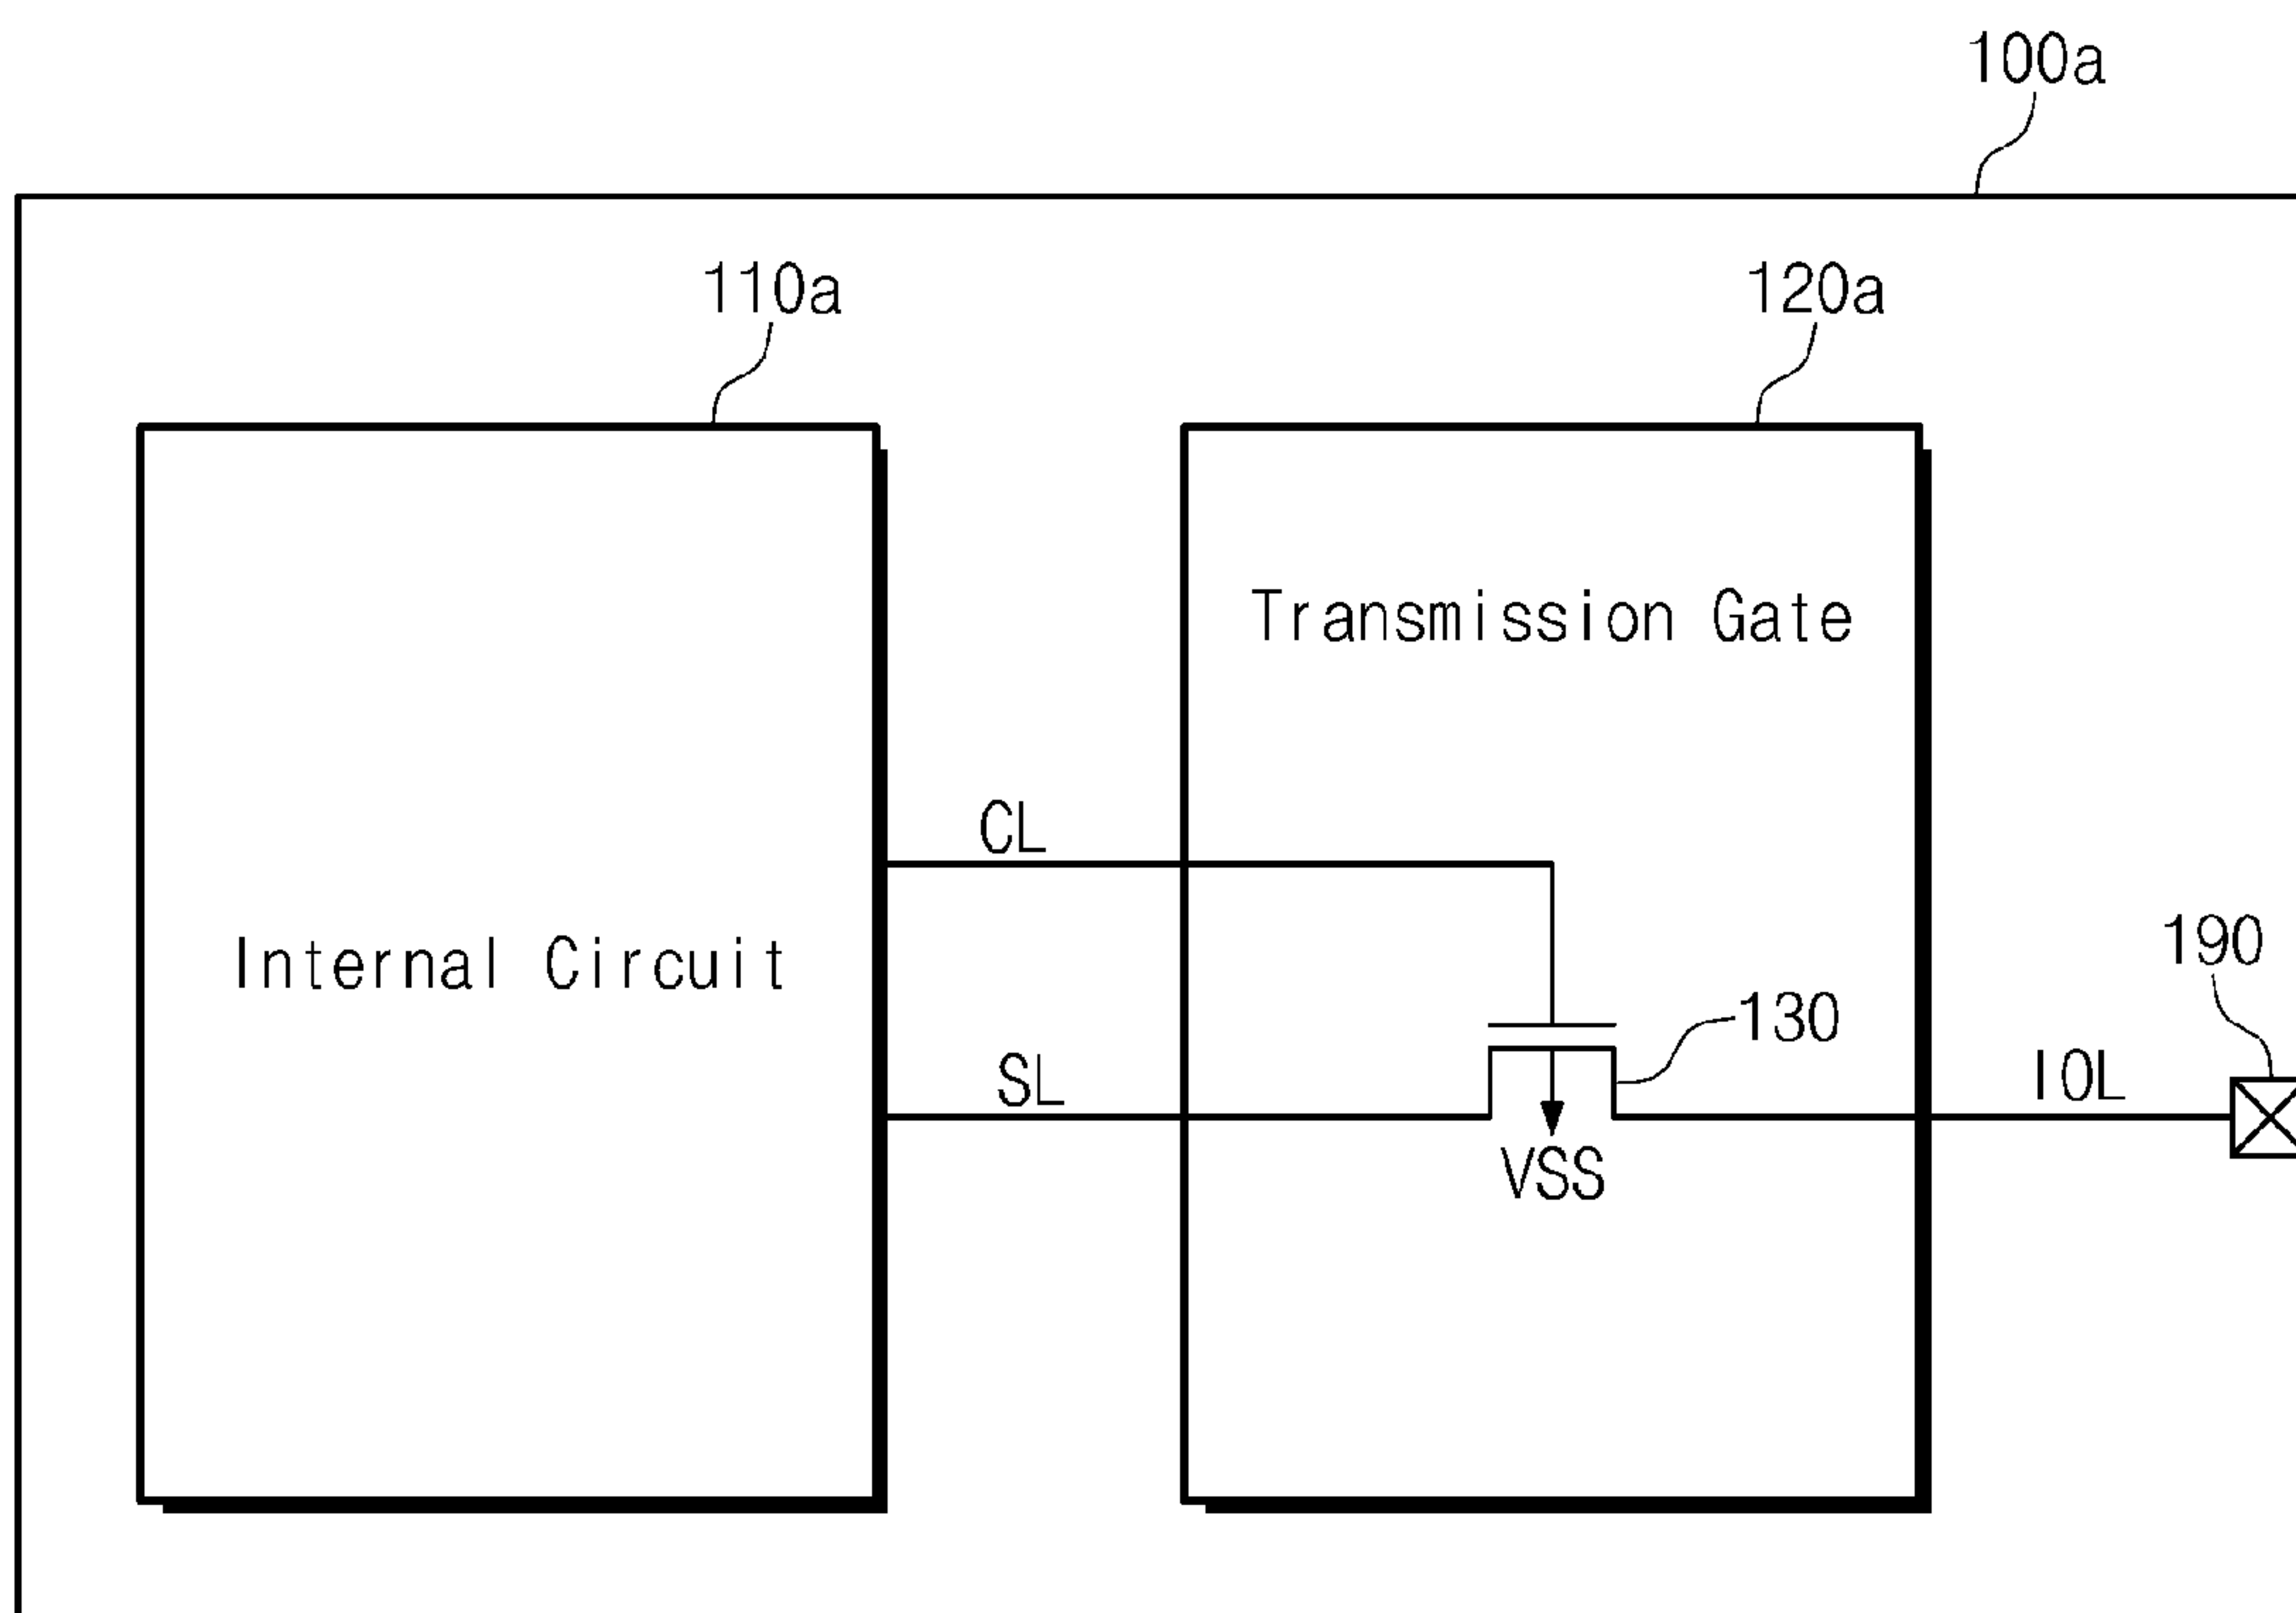 100a
110a
120a
Transmission Gate
CL
Internal Circuit
190
130
IOL
SL
VSS